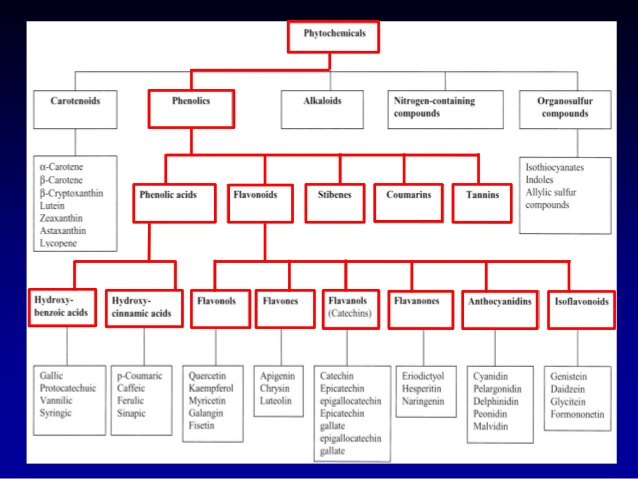 Phytochemicals
Carotenoids
Phenolics
Alkaloids
Nitrogen-containing
compounds
Organosulfur
compounds
α-Carotene
β-Carotene
β-Cryptoxanthin
Lutein
Zeaxanthin
Astaxanthin
Lycopene
Isothiocyanates
Indoles
Allylic sulfur
compounds
Phenolic acids
Flavonoids
Stibenes
Coumarins
Tannins
Hydroxy-
benzoic acids
Hydroxy-
cinnamic acids
Flavonols
Flavones
Flavanols
(Catechins)
Flavanones
Anthocyanidins
Isoflavonoids
Gallic
Protocatechuic
Vannilic
Syringic
p-Coumaric
Caffeic
Ferulic
Sinapic
Quercetin
Kaempferol
Myricetin
Galangin
Fisetin
Apigenin
Chrysin
Luteolin
Catechin
Epicatechin
epigallocatechin
Epicatechin
gallate
epigallocatechin
gallate
Eriodictyol
Hesperitin
Naringenin
Cyanidin
Pelargonidin
Delphinidin
Peonidin
Malvidin
Genistein
Daidzein
Glycitein
Formononetin